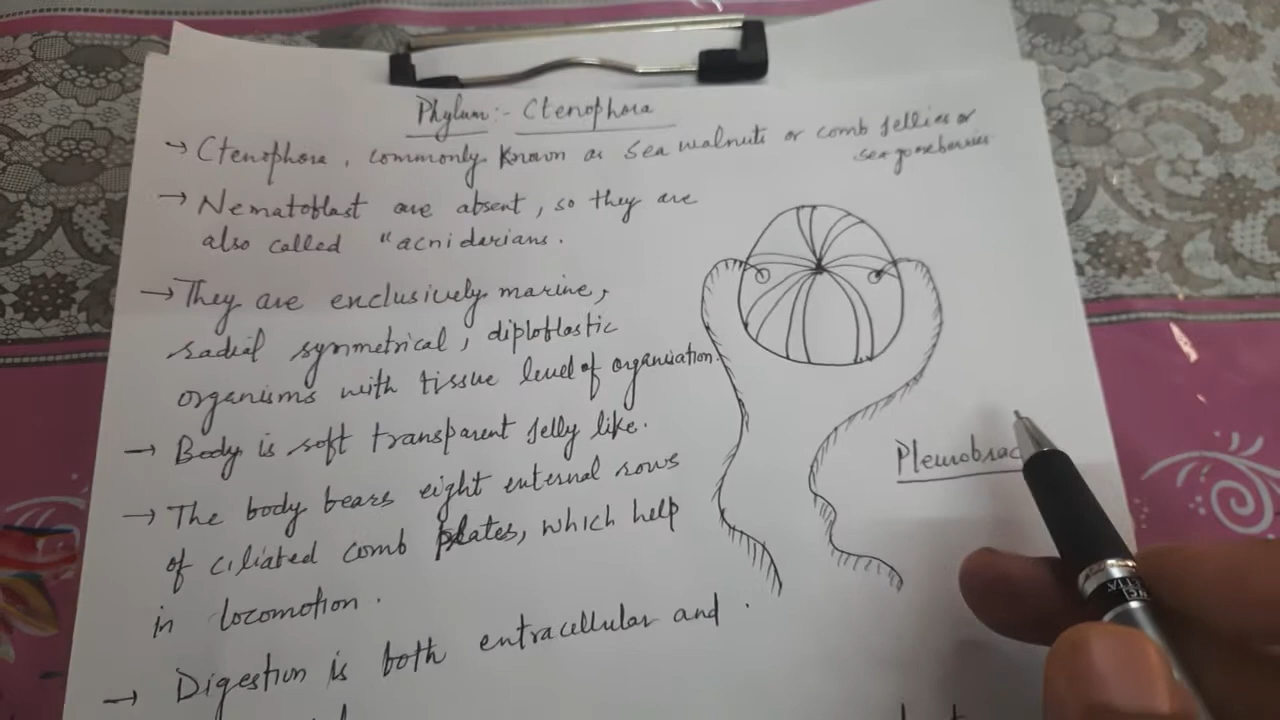 Phylum:- Ctenophora
→ Ctenophora, commonly known as Sea walnuts or comb jellies or
sea gooseberries
→ Nematoblast are absent, so they are
also called "acnidarians.
→ They are exclusively marine,
radial symmetrical, diploblastic
organisms with tissue level of organisation.
→ Body is soft transparent Jelly like.
→ The body bears eight external rows
of ciliated comb plates, which help
in locomotion.
Pleurobrac
→ Digestion is both extracellular and